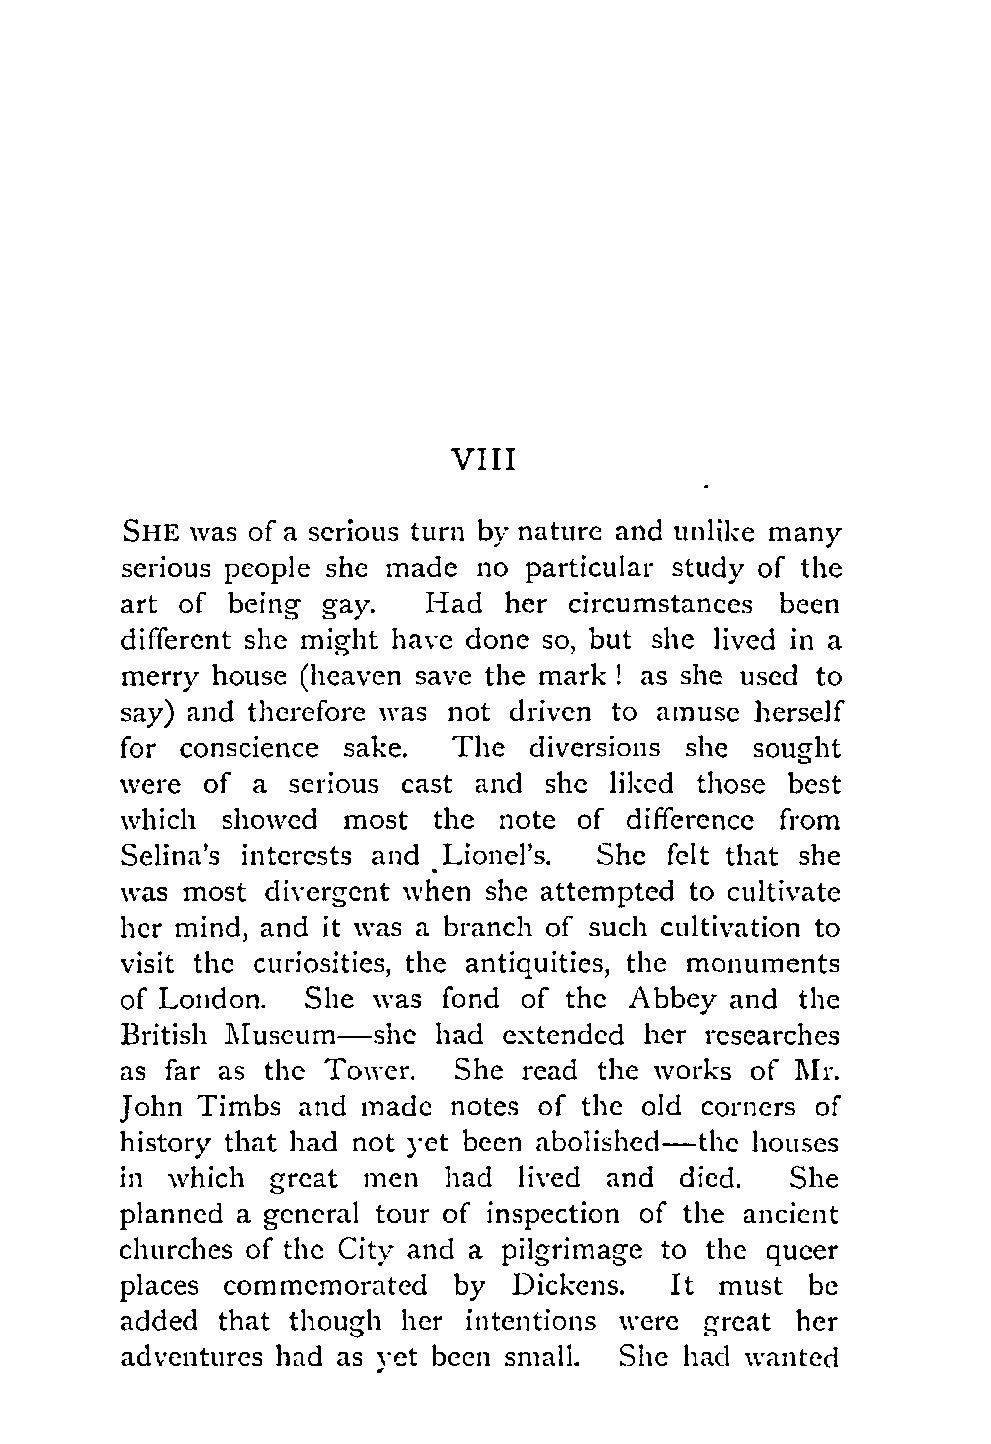 VIII
SHE was of a serious turn by nature and unlike many
serious people she made no particular study of the
art of being gay. Had her circumstances been
different she might have done so, but she lived in a
merry house (heaven save the mark ! as she used to
say) and therefore was not driven to amuse herself
for conscience sake. The diversions she sought
were of a serious cast and she liked those best
which showed most the note of difference from
Selina's interests and Lionel's. She felt that she
was most divergent when she attempted to cultivate
her mind, and it was a branch of such cultivation to
visit the curiosities, the antiquities, the monuments
of London. She was fond of the Abbey and the
British Museum—she had extended her researches
as far as the Tower. She read the works of Mr.
John Timbs and made notes of the old corners of
history that had not yet been abolished—the houses
in which great men had lived and died. She
planned a general tour of inspection of the ancient
churches of the City and a pilgrimage to the queer
places commemorated by Dickens. It must be
added that though her intentions were great her
adventures had as yet been small. She had wanted